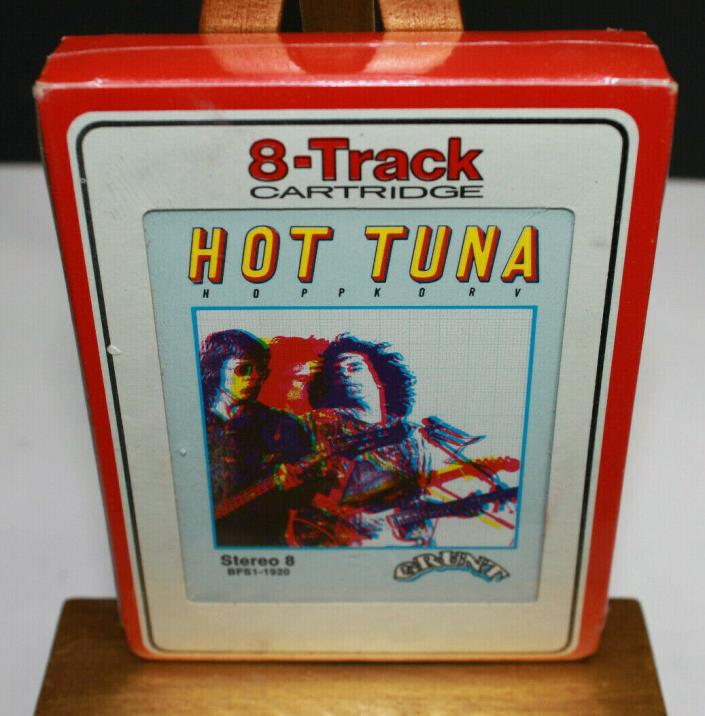 8-Track
CARTRIDGE
HOT TUNA
HOPPKORV
Stereo 8
BFS1-1920
GRUNT